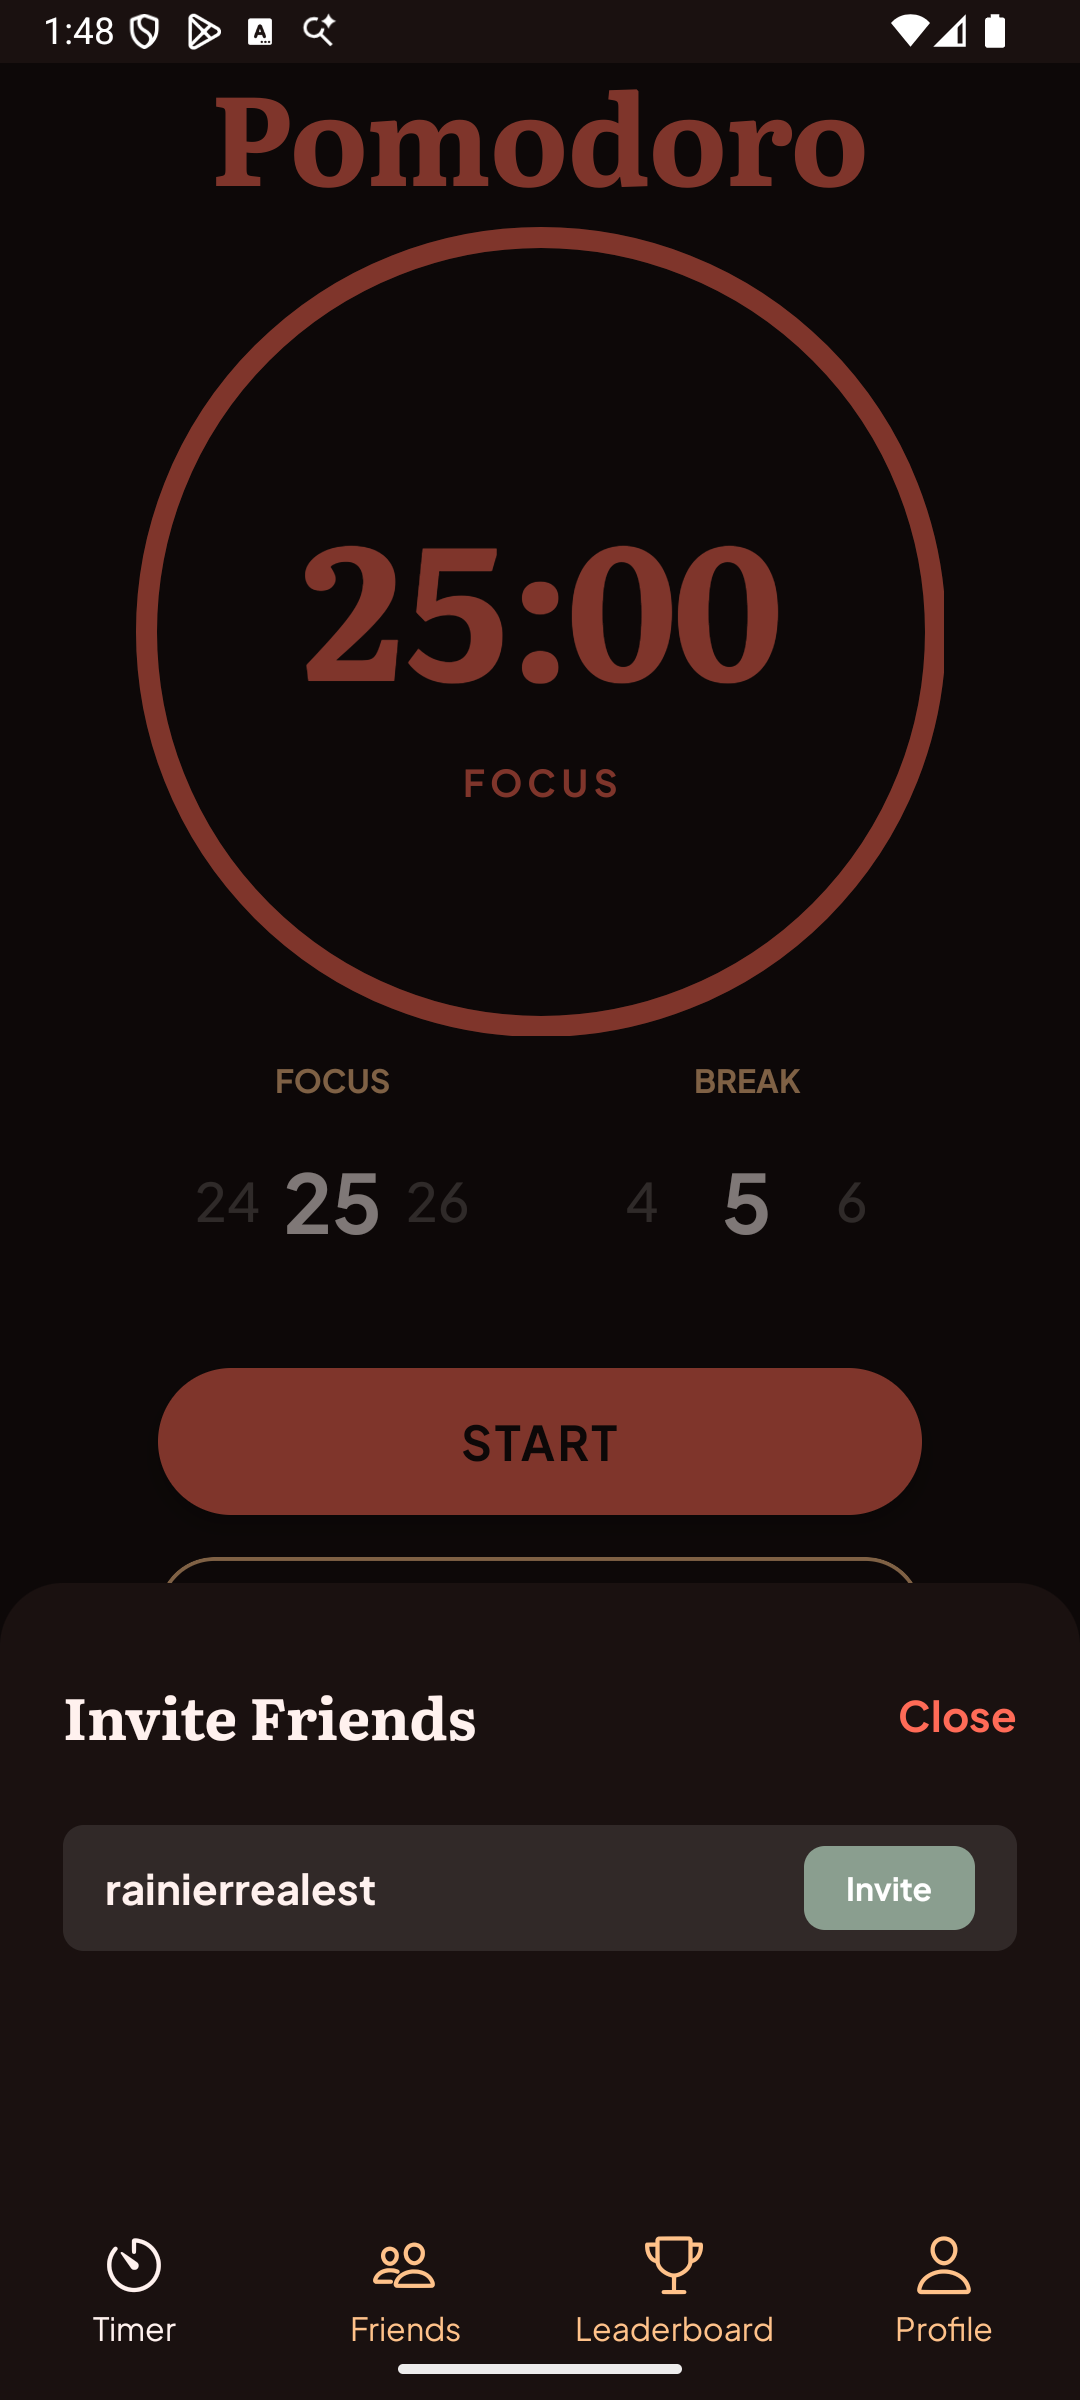 1:48
Pomodoro
25:00
FOCUS
FOCUS BREAK
24 25 26 4 5 6
START
Invite Friends Close
rainierrealest Invite
Timer Friends Leaderboard Profile